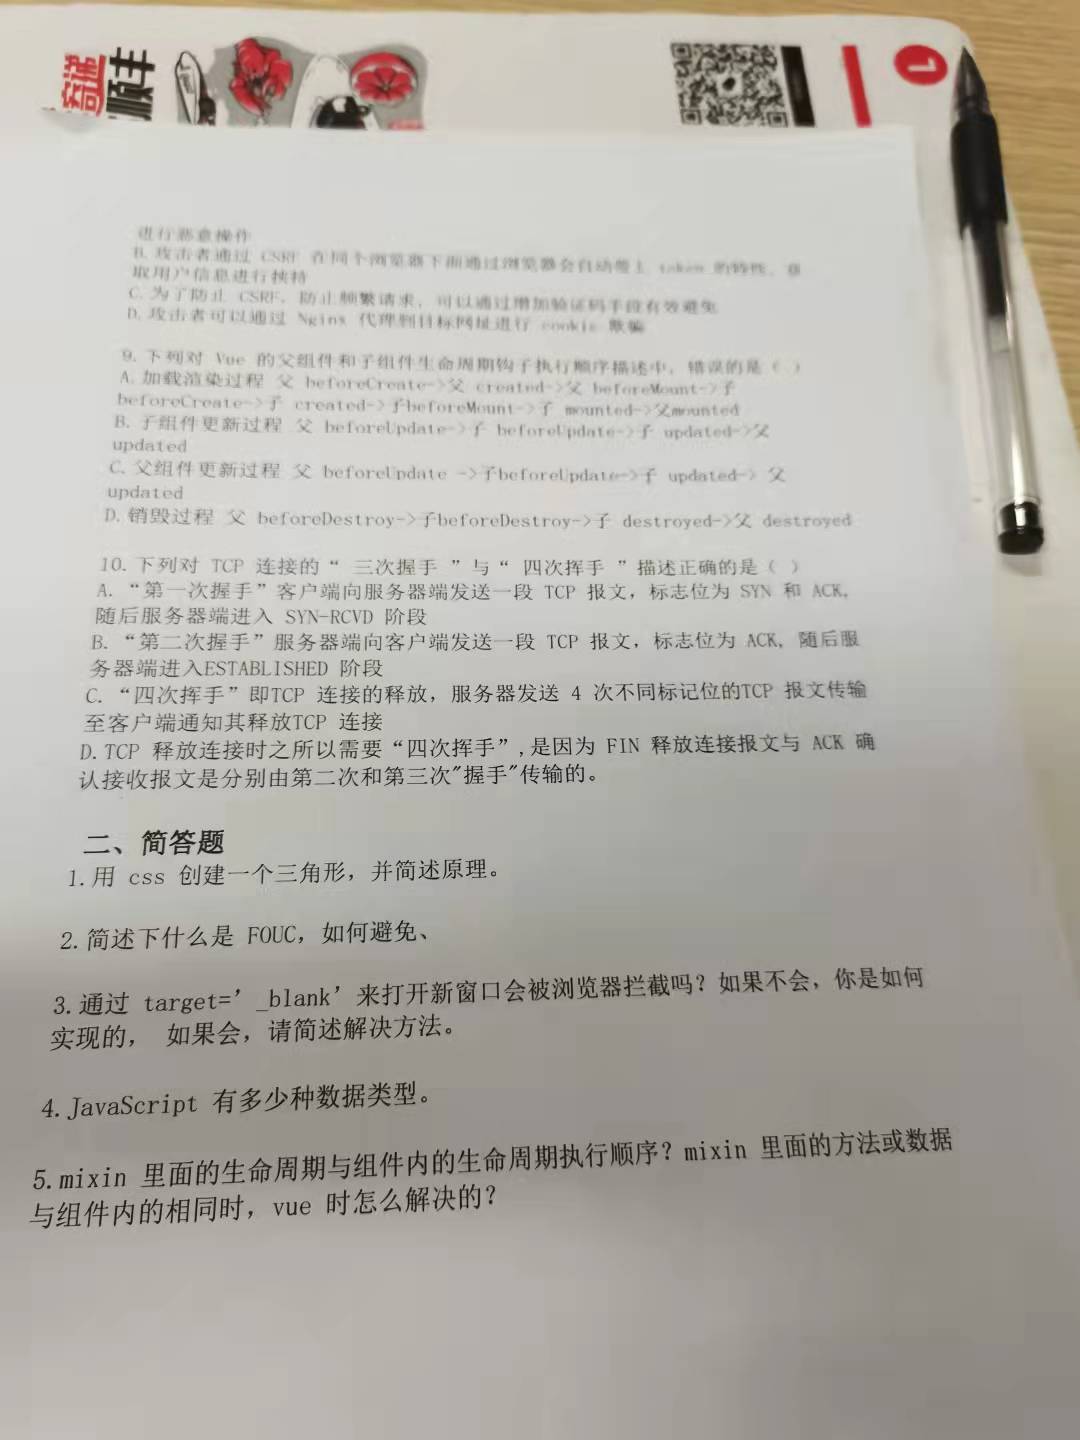 顺丰
1
进行恶意操作
B. 攻击者通过 CSRF 在同个浏览器下面通过浏览器会自动带上 token 的特性,
取用户信息进行挟持
C. 为了防止 CSRF, 防止频繁请求, 可以通过增加验证码手段有效避免
D. 攻击者可以通过 Nginx 代理到目标网址进行 cookie 欺骗
9. 下列对 Vue 的父组件和子组件生命周期钩子执行顺序描述中, 错误的是( )
A. 加载渲染过程 父 beforeCreate->父 created->父 beforeMount->子
beforeCreate->子 created->子beforeMount->子 mounted->父mounted
B. 子组件更新过程 父 beforeUpdate->子 beforeUpdate->子 updated->父
updated
C. 父组件更新过程 父 beforeUpdate ->子beforeUpdate->子 updated-> 父
updated
D. 销毁过程 父 beforeDestroy->子beforeDestroy->子 destroyed->父 destroyed
10. 下列对 TCP 连接的“ 三次握手 ”与“ 四次挥手 ”描述正确的是( )
A. “第一次握手”客户端向服务器端发送一段 TCP 报文,标志位为 SYN 和 ACK,
随后服务器端进入 SYN-RCVD 阶段
B. “第二次握手”服务器端向客户端发送一段 TCP 报文,标志位为 ACK, 随后服
务器端进入ESTABLISHED 阶段
C. “四次挥手”即TCP 连接的释放,服务器发送 4 次不同标记位的TCP 报文传输
至客户端通知其释放TCP 连接
D. TCP 释放连接时之所以需要“四次挥手”,是因为 FIN 释放连接报文与 ACK 确
认接收报文是分别由第二次和第三次"握手"传输的。
二、简答题
1. 用 css 创建一个三角形,并简述原理。
2. 简述下什么是 FOUC,如何避免、
3. 通过 target='_blank'来打开新窗口会被浏览器拦截吗?如果不会,你是如何
实现的, 如果会,请简述解决方法。
4. JavaScript 有多少种数据类型。
5. mixin 里面的生命周期与组件内的生命周期执行顺序?mixin 里面的方法或数据
与组件内的相同时,vue 时怎么解决的?